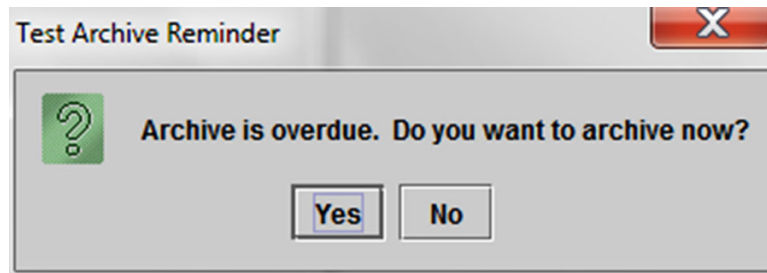 Test Archive Reminder
Archive is overdue. Do you want to archive now?
Yes No